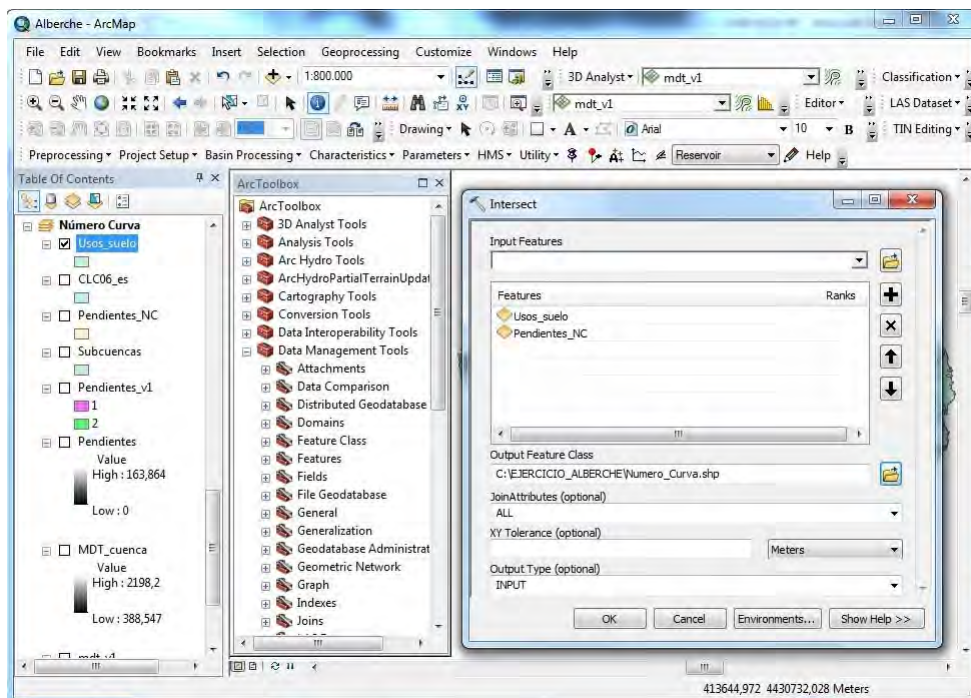 Alberche - ArcMap
File Edit View Bookmarks Insert Selection Geoprocessing Customize Windows Help
1:800.000 3D Analyst mdt_v1 Classification
mdt_v1 Editor LAS Dataset
Drawing A Arial 10 B TIN Editing
Preprocessing Project Setup Basin Processing Characteristics Parameters HMS Utility Reservoir Help
Table Of Contents
Número Curva
Usos_suelo
CLC06_es
Pendientes_NC
Subcuencas
Pendientes_v1
1
2
Pendientes
Value
High : 163,864
Low : 0
MDT_cuenca
Value
High : 2198,2
Low : 388,547
mdt_v1
ArcToolbox
ArcToolbox
3D Analyst Tools
Analysis Tools
Arc Hydro Tools
ArcHydroPartialTerrainUpdat
Cartography Tools
Conversion Tools
Data Interoperability Tools
Data Management Tools
Attachments
Data Comparison
Distributed Geodatabase
Domains
Feature Class
Features
Fields
File Geodatabase
General
Generalization
Geodatabase Administrat
Geometric Network
Graph
Indexes
Joins
Intersect
Input Features
Features Ranks
Usos_suelo
Pendientes_NC
Output Feature Class
C:\EJERCICIO_ALBERCHE\Numero_Curva.shp
JoinAttributes (optional)
ALL
XY Tolerance (optional)
Meters
Output Type (optional)
INPUT
OK Cancel Environments... Show Help >>
413644,972 4430732,028 Meters